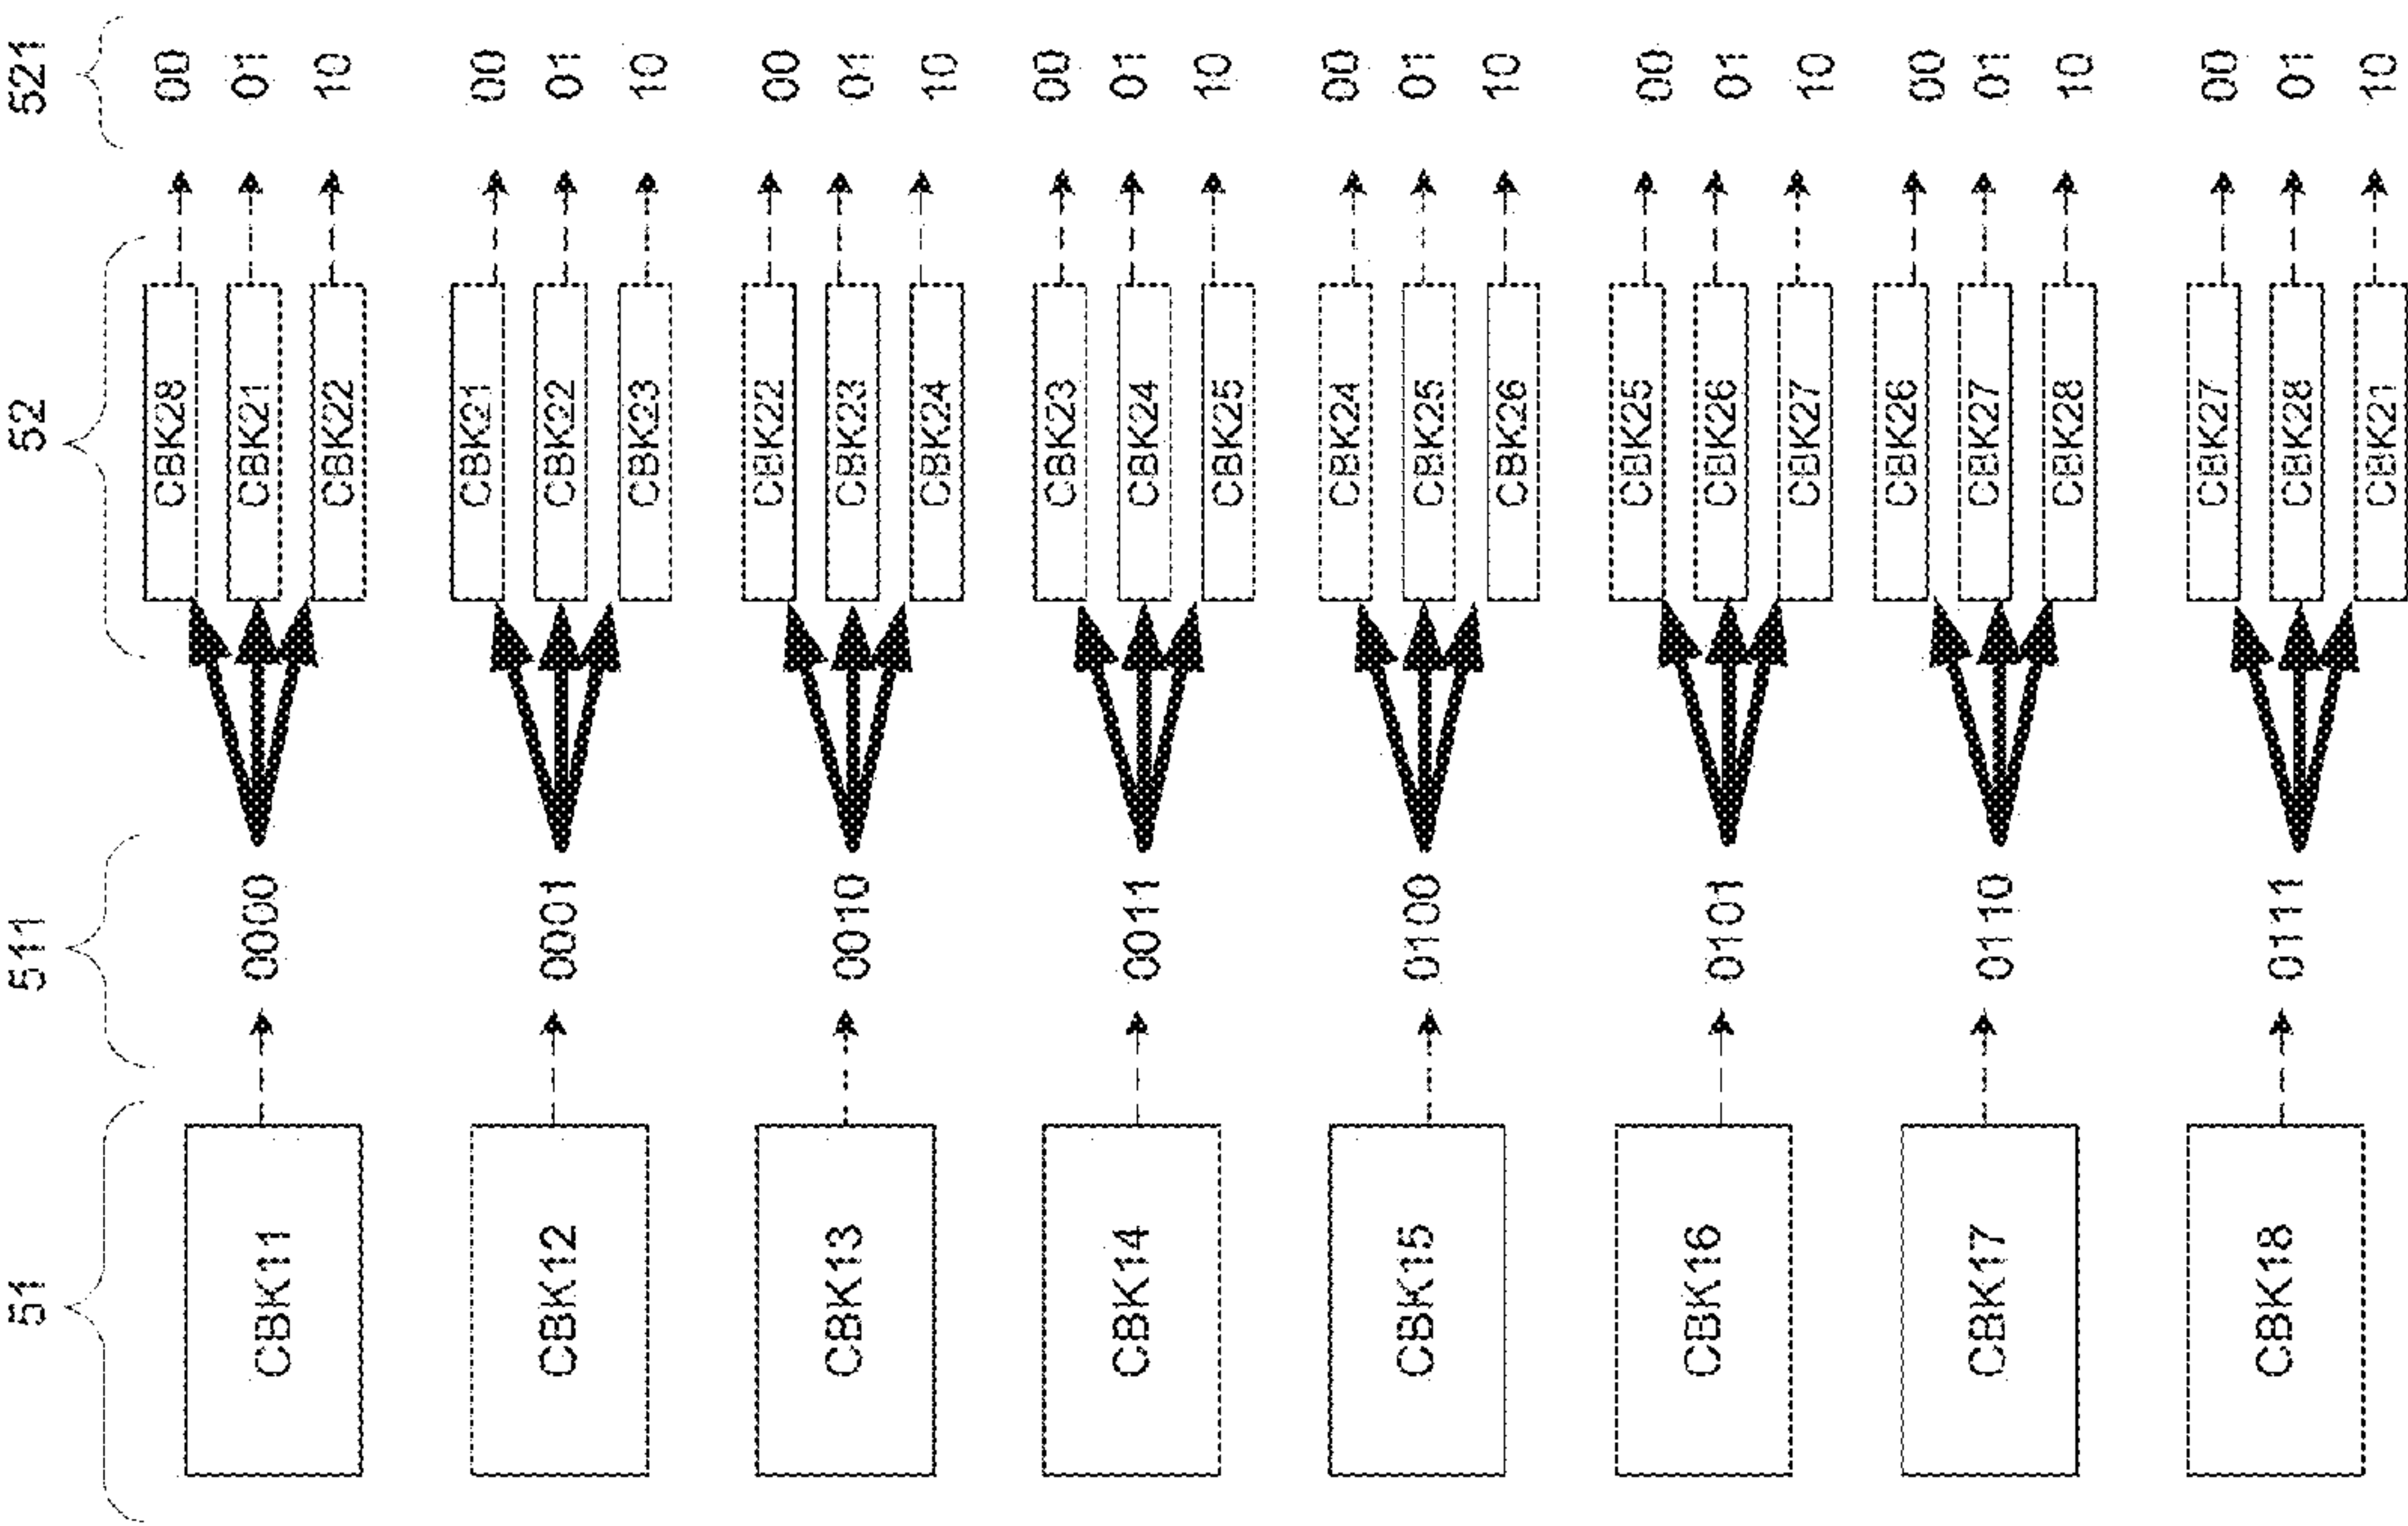 51 511 52 521
CBK11 0000 CBK28 00
CBK21 01
CBK22 10
CBK12 0001 CBK21 00
CBK22 01
CBK23 10
CBK13 0010 CBK22 00
CBK23 01
CBK24 10
CBK14 0011 CBK23 00
CBK24 01
CBK25 10
CBK15 0100 CBK24 00
CBK25 01
CBK26 10
CBK16 0101 CBK25 00
CBK26 01
CBK27 10
CBK17 0110 CBK26 00
CBK27 01
CBK28 10
CBK18 0111 CBK27 00
CBK28 01
CBK21 10